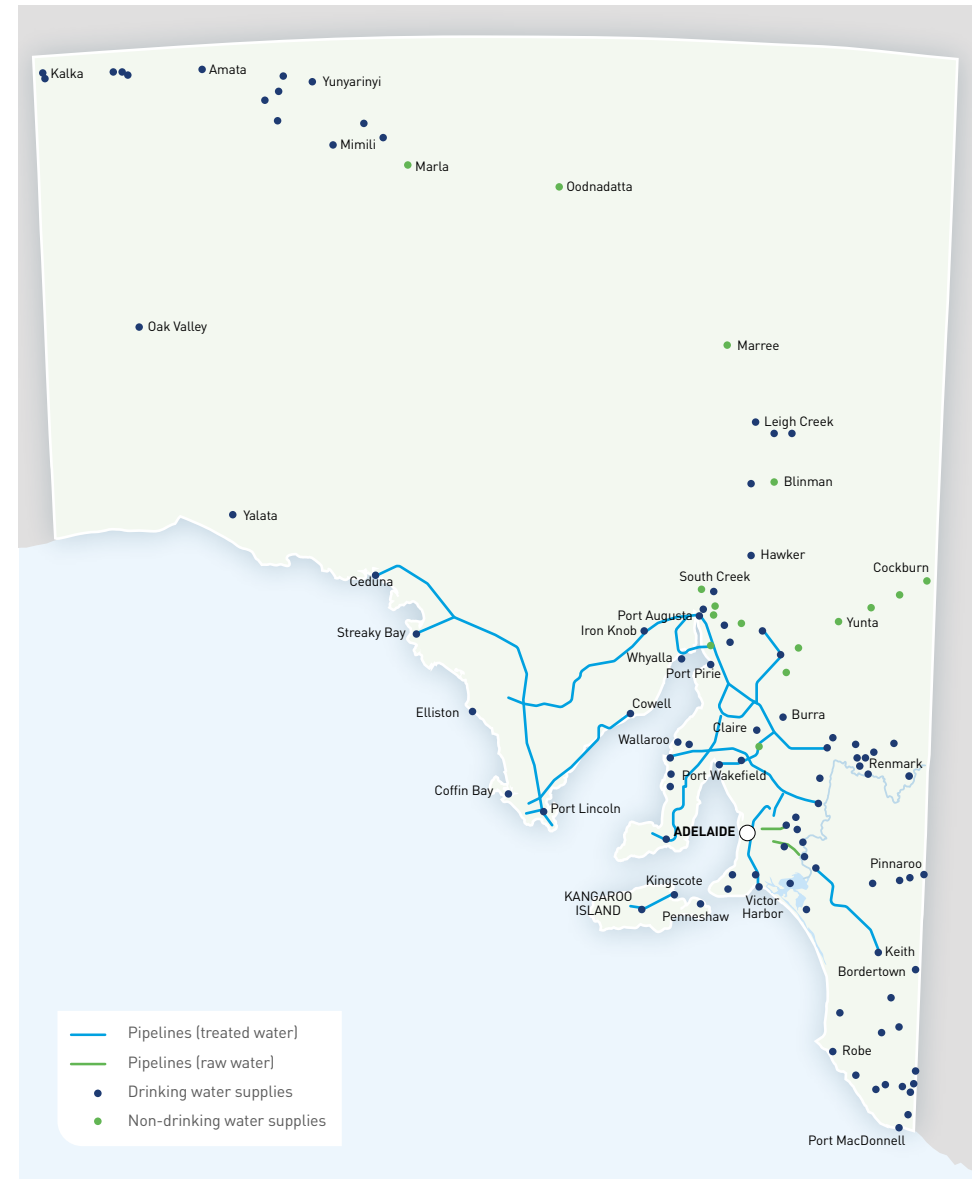 Kalka
Amata
Yunyarinyi
Mimili
Marla
Oodnadatta
Oak Valley
Marree
Leigh Creek
Blinman
Yalata
Hawker
Cockburn
South Creek
Ceduna
Port Augusta
Yunta
Iron Knob
Streaky Bay
Whyalla
Port Pirie
Cowell
Elliston
Burra
Claire
Wallaroo
Renmark
Port Wakefield
Coffin Bay
Port Lincoln
ADELAIDE
Pinnaroo
Kingscote
KANGAROO
ISLAND
Penneshaw
Victor
Harbor
Keith
Bordertown
Robe
Port MacDonnell
Pipelines (treated water)
Pipelines (raw water)
Drinking water supplies
Non-drinking water supplies